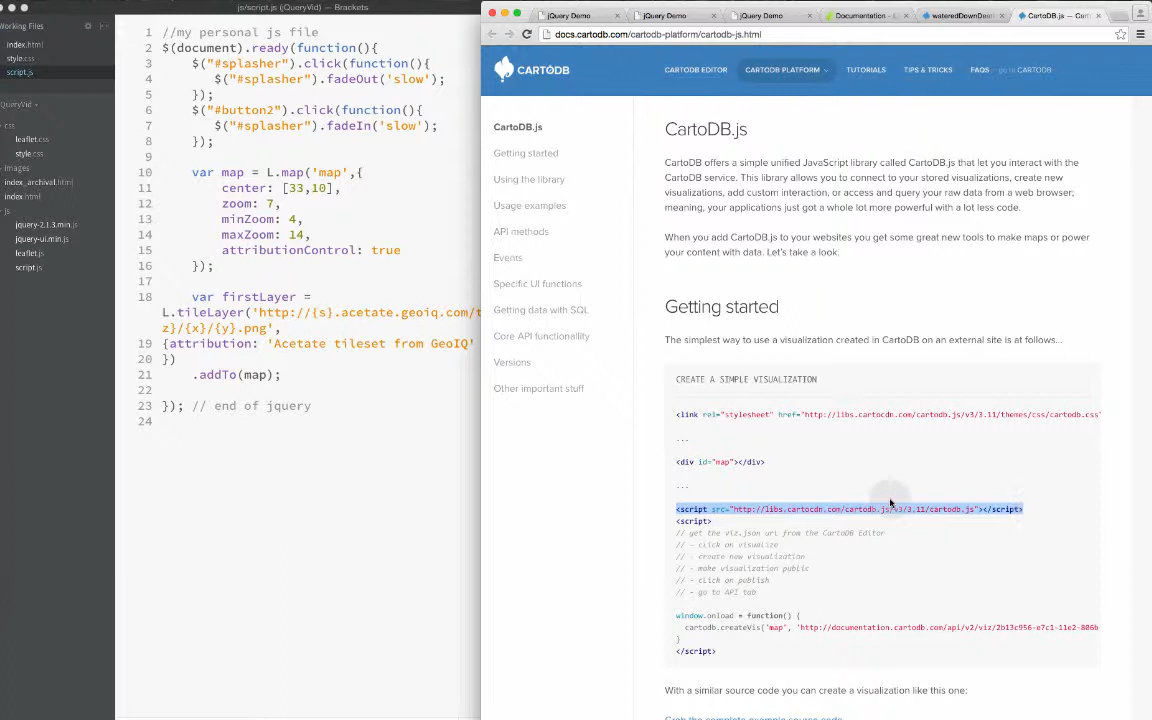 js/script.js (jQueryVid) — Brackets
Working Files
index.html
style.css
script.js
css
leaflet.css
style.css
images
index_archival.html
index.html
js
jquery-2.1.3.min.js
jquery-ui.min.js
leaflet.js
script.js
1 //my personal js file
2 $(document).ready(function(){
3 $("#splasher").click(function(){
4 $("#splasher").fadeOut('slow');
5 });
6 $("#button2").click(function(){
7 $("#splasher").fadeIn('slow');
8 });
9
10 var map = L.map('map',{
11 center: [33,10],
12 zoom: 7,
13 minZoom: 4,
14 maxZoom: 14,
15 attributionControl: true
16 });
17
18 var firstLayer =
L.tileLayer('http://{s}.acetate.geoiq.com/t
z}/{x}/{y}.png',
19 {attribution: 'Acetate tileset from GeoIQ'
20 })
21 .addTo(map);
22
23 }); // end of jquery
24
jQuery Demo
jQuery Demo
jQuery Demo
Documentation -
wateredDownDea
CartoDB.js — Cart
docs.cartodb.com/cartodb-platform/cartodb-js.html
CARTODB
CARTODB EDITOR
CARTODB PLATFORM
TUTORIALS
TIPS & TRICKS
FAQS
go to CARTODB
CartoDB.js
Getting started
Using the library
Usage examples
API methods
Events
Specific UI functions
Getting data with SQL
Core API functionallity
Versions
Other important stuff
CartoDB.js
CartoDB offers a simple unified JavaScript library called CartoDB.js that let you interact with the
CartoDB service. This library allows you to connect to your stored visualizations, create new
visualizations, add custom interaction, or access and query your raw data from a web browser;
meaning, your applications just got a whole lot more powerful with a lot less code.
When you add CartoDB.js to your websites you get some great new tools to make maps or power
your content with data. Let's take a look.
Getting started
The simplest way to use a visualization created in CartoDB on an external site is at follows...
CREATE A SIMPLE VISUALIZATION
<link rel="stylesheet" href="http://libs.cartocdn.com/cartodb.js/v3/3.11/themes/css/cartodb.css"
...
<div id="map"></div>
...
<script src="http://libs.cartocdn.com/cartodb.js/v3/3.11/cartodb.js"></script>
<script>
// get the viz.json url from the CartoDB Editor
// - click on visualize
// - create new visualization
// - make visualization public
// - click on publish
// - go to API tab
window.onload = function() {
cartodb.createVis('map', 'http://documentation.cartodb.com/api/v2/viz/2b13c956-e7c1-11e2-806b
}
</script>
With a similar source code you can create a visualization like this one: